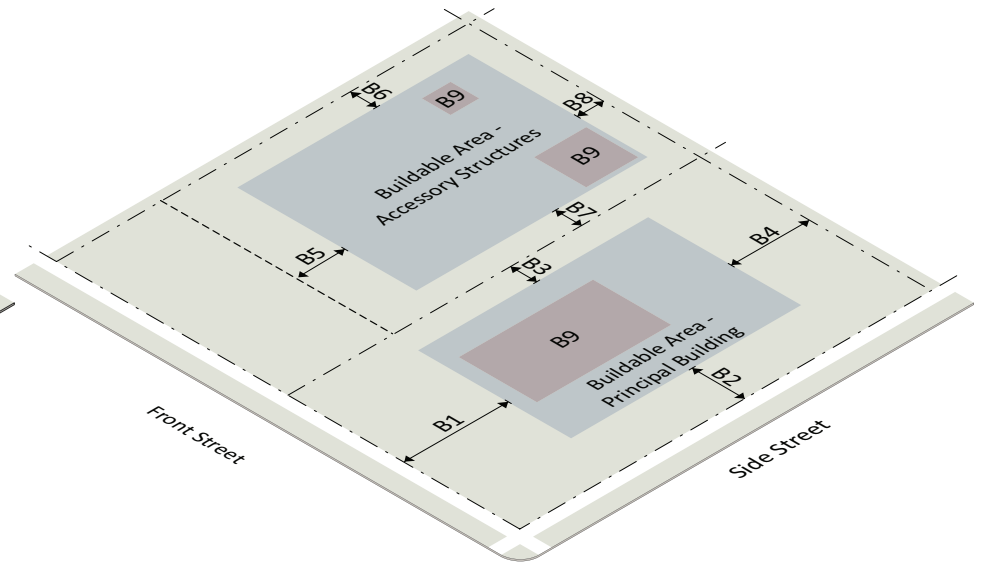 B6
B9
B8
Buildable Area -
Accessory Structures
B9
B7
B5
B4
B3
B9
Buildable Area -
Principal Building
B2
B1
Front Street
Side Street